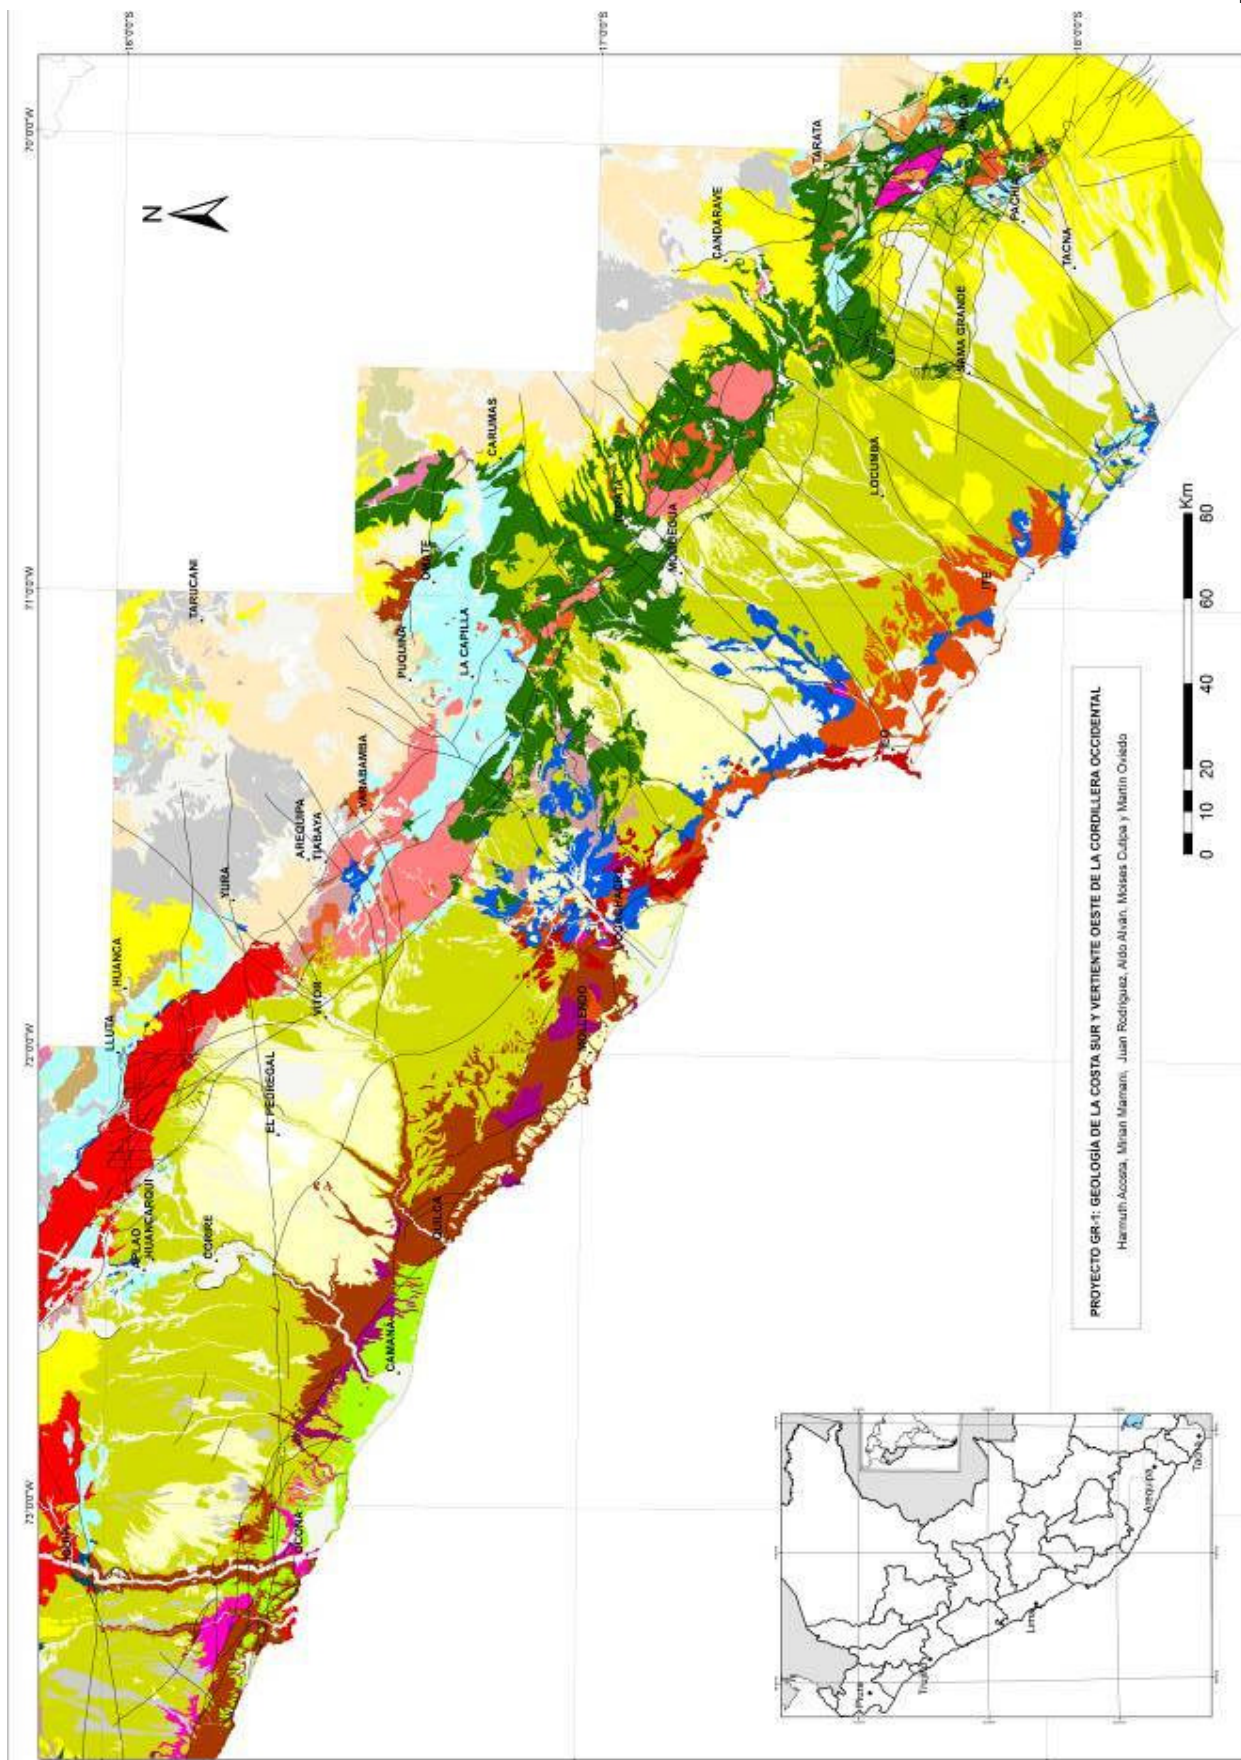 73°0'0"W
72°0'0"W
71°0'0"W
70°0'0"W
16°0'0"S
17°0'0"S
18°0'0"S
N
LLUTA
HUANCA
TARUCANI
YURA
APLAO
HUANCARQUI
CORIRE
EL PEDREGAL
VITOR
AREQUIPA
TIABAYA
YARABAMBA
PUQUINA
LA CAPILLA
OMATE
CARUMAS
OCOÑA
CAMANA
QUILCA
MOLLENDO
MOQUEGUA
CANDARAVE
TARATA
PACHIA
TACNA
SAMA GRANDE
LOCUMBA
ITE
0 10 20 40 60 80
Km
PROYECTO GR-1: GEOLOGÍA DE LA COSTA SUR Y VERTIENTE OESTE DE LA CORDILLERA OCCIDENTAL
Harmuth Acosta, Mirian Mamani, Juan Rodríguez, Aldo Alván, Moises Cutipa y Martín Oviedo
Lima
Arequipa
Tacna